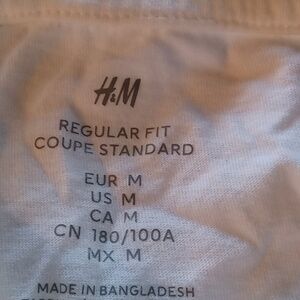 H&M
REGULAR FIT
COUPE STANDARD
EUR M
US M
CA M
CN 180/100A
MX M
MADE IN BANGLADESH